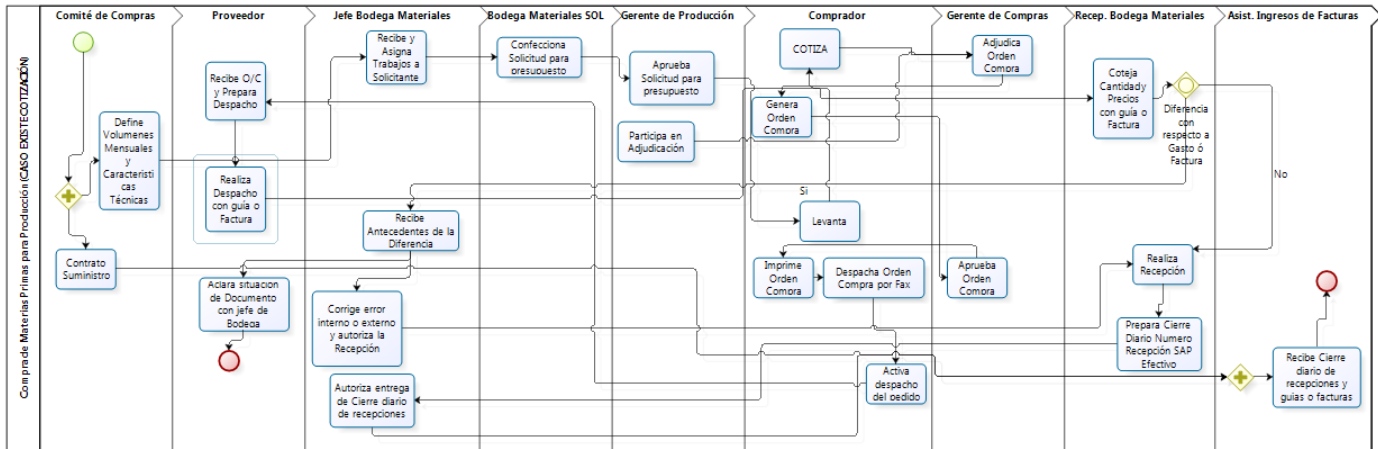 Compra de Materias Primas para Producción (CASO EXISTE COTIZACIÓN)
Comité de Compras
Proveedor
Jefe Bodega Materiales
Bodega Materiales SOL
Gerente de Producción
Comprador
Gerente de Compras
Recep. Bodega Materiales
Asist. Ingresos de Facturas
Define
Volumenes
Mensuales
y
Caracteristi
cas
Técnicas
Contrato
Suministro
Recibe O/C
y Prepara
Despacho
Realiza
Despacho
con guía o
Factura
Aclara situacion
de Documento
con jefe de
Bodega
Recibe y
Asigna
Trabajos a
Solicitante
Recibe
Antecedentes de la
Diferencia
Corrige error
interno o externo
y autoriza la
Recepción
Autoriza entrega
de Cierre diario
de recepciones
Confecciona
Solicitud para
presupuesto
Aprueba
Solicitud para
presupuesto
Participa en
Adjudicación
COTIZA
Genera
Orden
Compra
Si
Levanta
Imprime
Orden
Compra
Despacha Orden
Compra por Fax
Activa
despacho
del pedido
Adjudica
Orden
Compra
Aprueba
Orden
Compra
Coteja
Cantidad y
Precios
con guía o
Factura
Diferencia
con
respecto a
Gasto ó
Factura
No
Realiza
Recepción
Prepara Cierre
Diario Numero
Recepción SAP
Efectivo
Recibe Cierre
diario de
recepciones y
guias o facturas